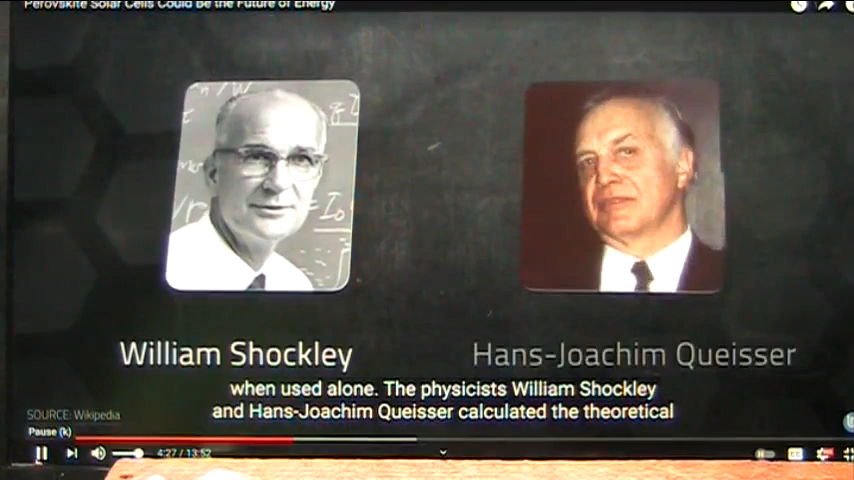 Perovskite Solar Cells Could Be the Future of Energy
William Shockley
Hans-Joachim Queisser
when used alone. The physicists William Shockley
and Hans-Joachim Queisser calculated the theoretical
SOURCE: Wikipedia
Pause (k)
4:27 / 13:52